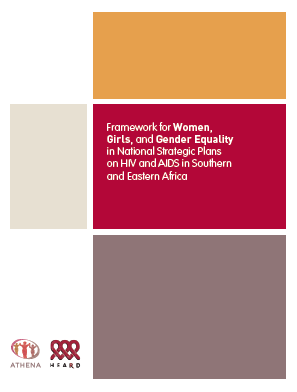 Framework for Women,
Girls, and Gender Equality
in National Strategic Plans
on HIV and AIDS in Southern
and Eastern Africa
ATHENA
HEARD